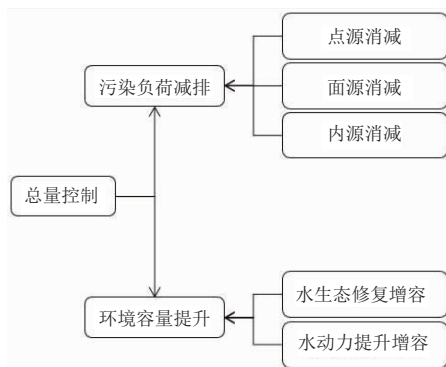 点源消减
污染负荷减排
面源消减
内源消减
总量控制
水生态修复增容
环境容量提升
水动力提升增容